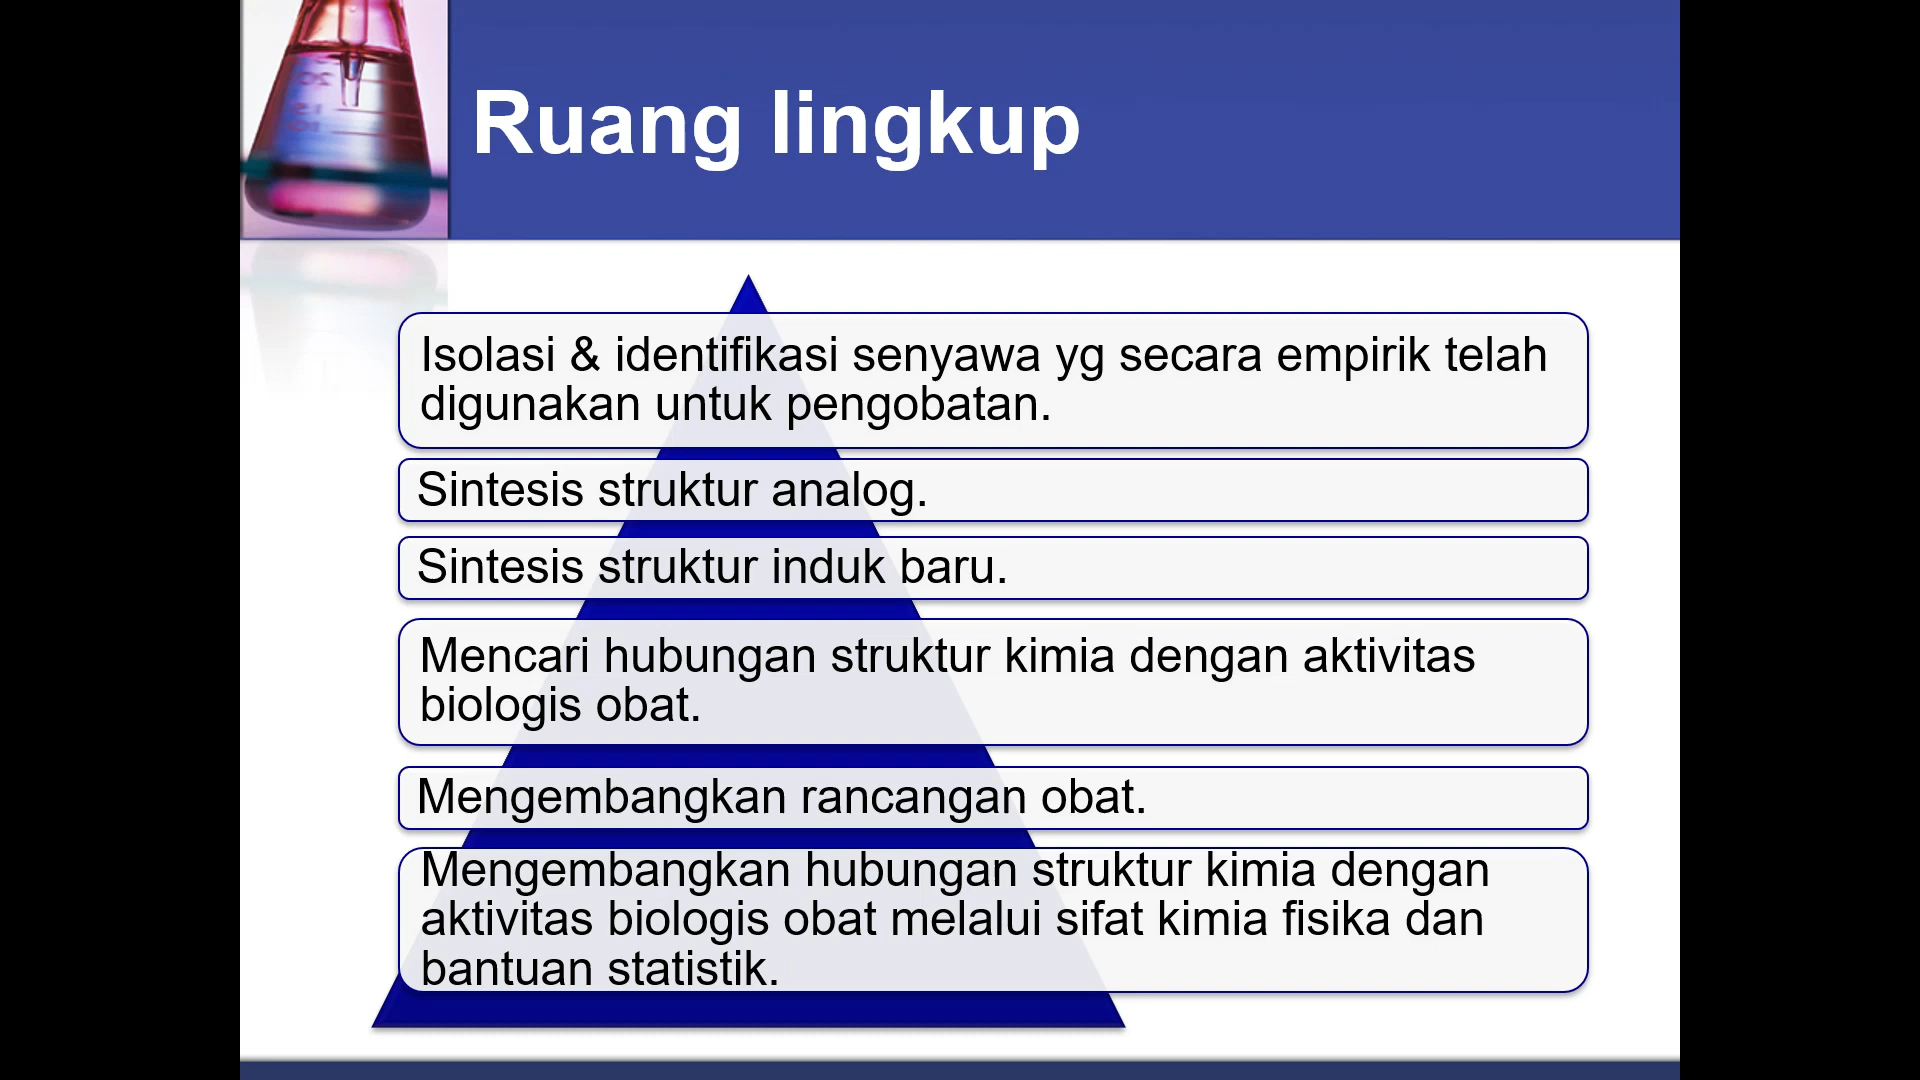 Ruang lingkup
Isolasi & identifikasi senyawa yg secara empirik telah
digunakan untuk pengobatan.
Sintesis struktur analog.
Sintesis struktur induk baru.
Mencari hubungan struktur kimia dengan aktivitas
biologis obat.
Mengembangkan rancangan obat.
Mengembangkan hubungan struktur kimia dengan
aktivitas biologis obat melalui sifat kimia fisika dan
bantuan statistik.